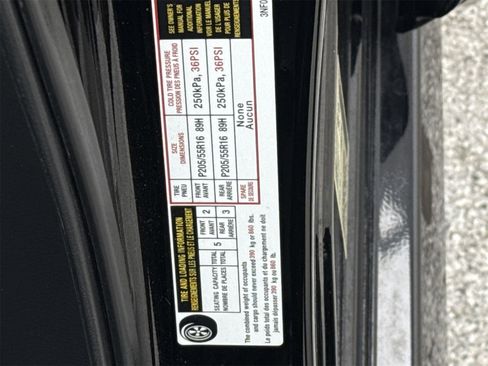 TIRE AND LOADING INFORMATION
RENSEIGNEMENTS SUR LES PNEUS ET LE CHARGEMENT
SEATING CAPACITY TOTAL 5 FRONT 2 REAR 3
NOMBRE DE PLACES TOTAL AVANT ARRIÈRE
The combined weight of occupants
and cargo should never exceed 390 kg or 860 lbs.
Le poids total des occupants et du chargement ne doit
jamais dépasser 390 kg ou 860 lb.
TIRE SIZE COLD TIRE PRESSURE
PNEU DIMENSIONS PRESSION DES PNEUS À FROID
FRONT P205/55R16 89H 250kPa, 36PSI
AVANT
REAR P205/55R16 89H 250kPa, 36PSI
ARRIÈRE
SPARE None
DE SECOURS Aucun
SEE OWNER'S
MANUAL FOR
ADDITIONAL
INFORMATION
VOIR LE MANUEL
DE L'USAGER
POUR PLUS DE
RENSEIGNEMENTS
3NF0